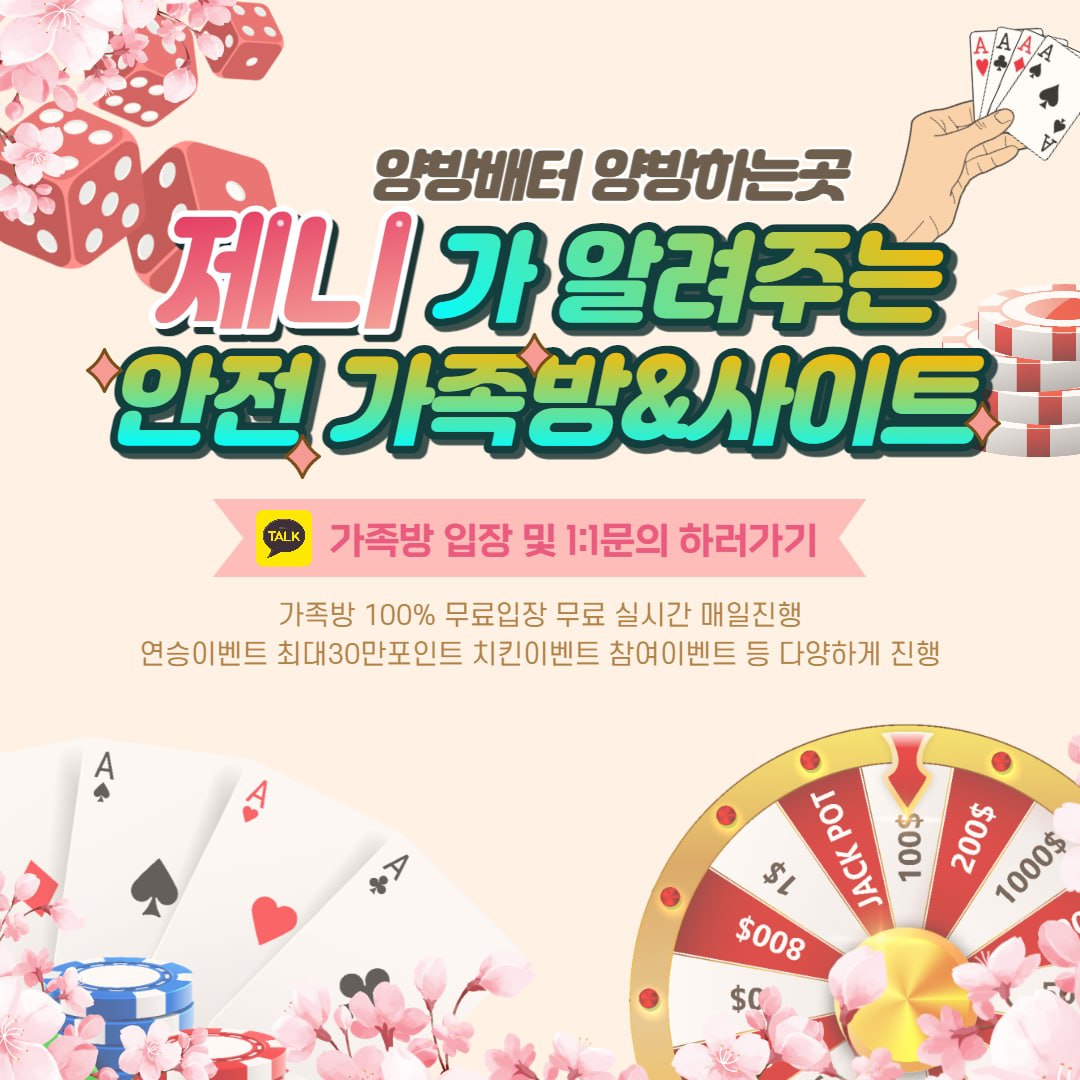 양방배터 양방하는곳
제니 가 알려주는
안전 가족방&사이트
TALK 가족방 입장 및 1:1문의 하러가기
가족방 100% 무료입장 무료 실시간 매일진행
연승이벤트 최대30만포인트 치킨이벤트 참여이벤트 등 다양하게 진행
A A A A
A
A
A
A
JACK POT
100$
200$
1000$
1$
800$